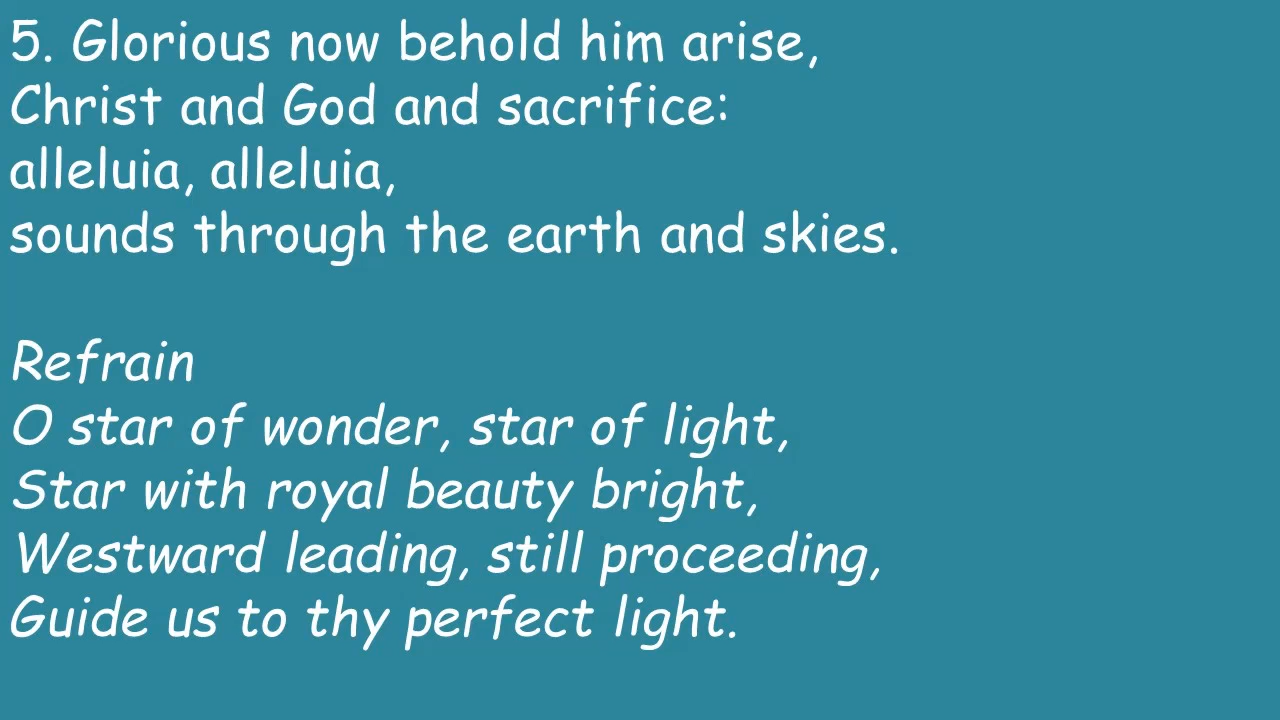 5. Glorious now behold him arise,
Christ and God and sacrifice:
alleluia, alleluia,
sounds through the earth and skies.
Refrain
O star of wonder, star of light,
Star with royal beauty bright,
Westward leading, still proceeding,
Guide us to thy perfect light.